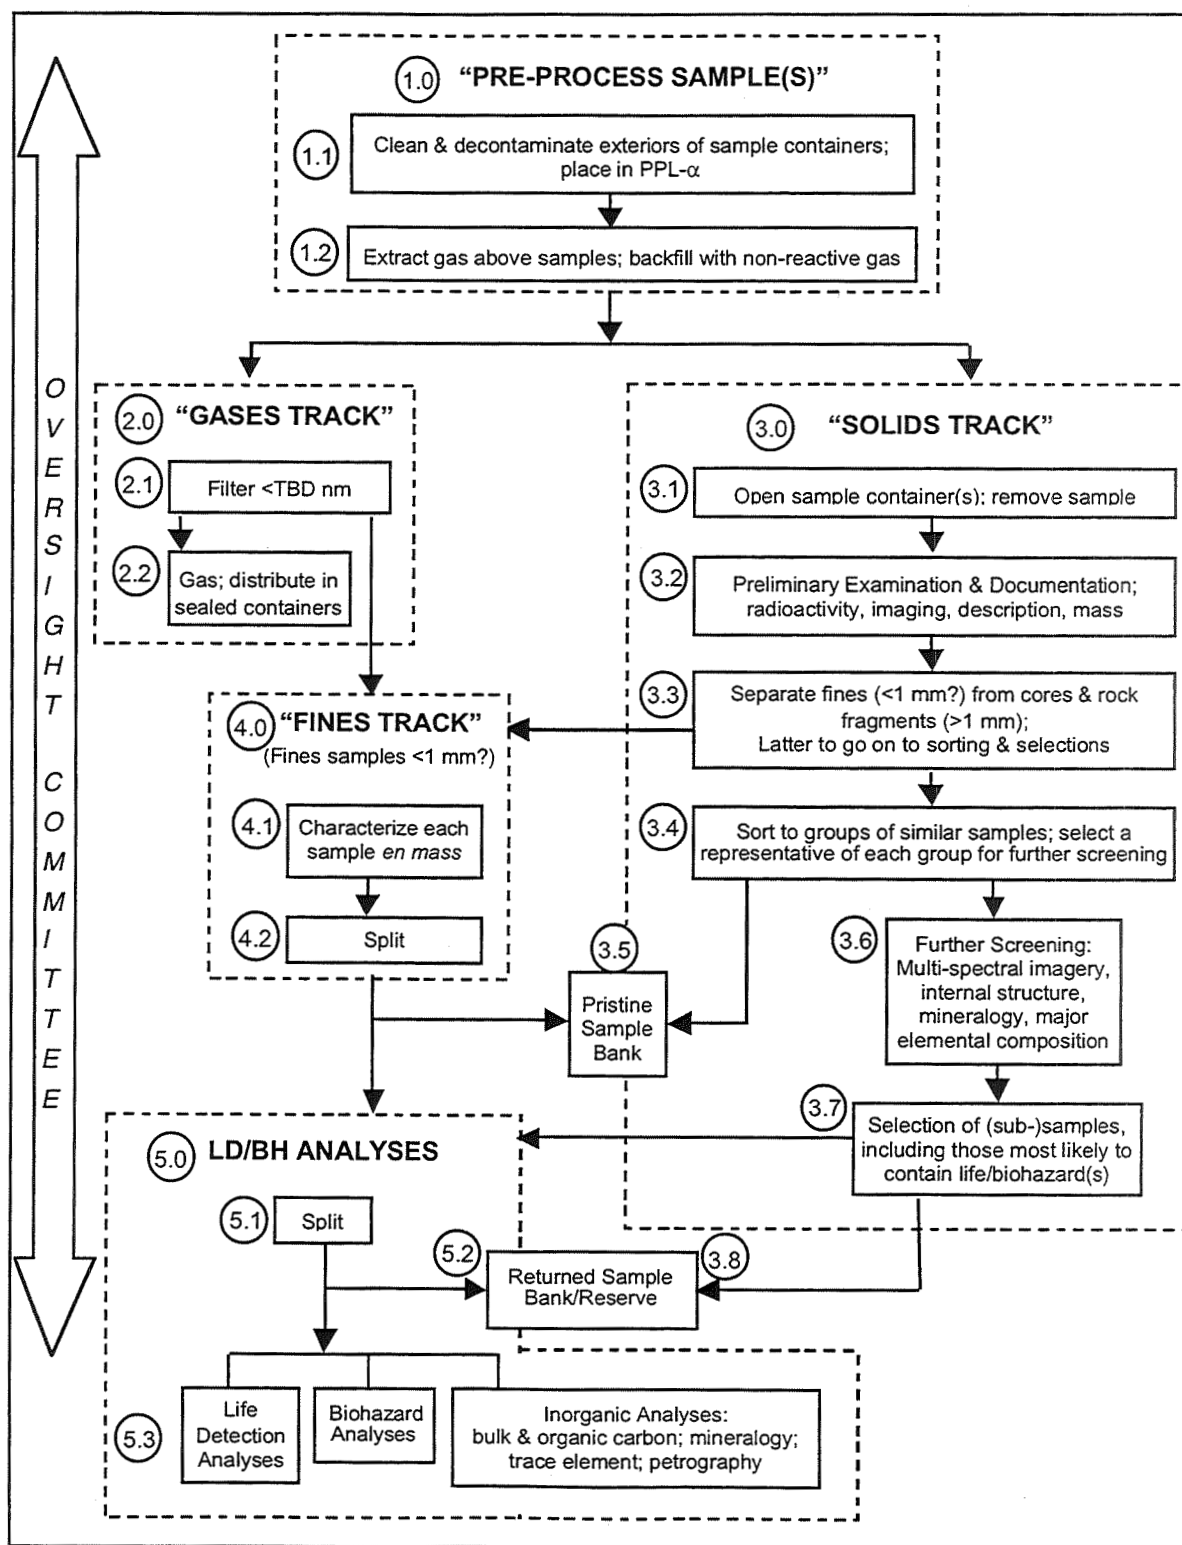 1.0 “PRE-PROCESS SAMPLE(S)”
1.1 Clean & decontaminate exteriors of sample containers;
place in PPL-α
1.2 Extract gas above samples; backfill with non-reactive gas
OVERSIGHT COMMITTEE
2.0 “GASES TRACK”
2.1 Filter <TBD nm
2.2 Gas; distribute in
sealed containers
3.0 “SOLIDS TRACK”
3.1 Open sample container(s); remove sample
3.2 Preliminary Examination & Documentation;
radioactivity, imaging, description, mass
3.3 Separate fines (<1 mm?) from cores & rock
fragments (>1 mm);
Latter to go on to sorting & selections
3.4 Sort to groups of similar samples; select a
representative of each group for further screening
4.0 “FINES TRACK”
(Fines samples <1 mm?)
4.1 Characterize each
sample en mass
4.2 Split
3.5
Pristine
Sample
Bank
3.6 Further Screening:
Multi-spectral imagery,
internal structure,
mineralogy, major
elemental composition
3.7 Selection of (sub-)samples,
including those most likely to
contain life/biohazard(s)
5.0 LD/BH ANALYSES
5.1 Split
5.2 3.8
Returned Sample
Bank/Reserve
5.3 Life
Detection
Analyses
Biohazard
Analyses
Inorganic Analyses:
bulk & organic carbon; mineralogy;
trace element; petrography